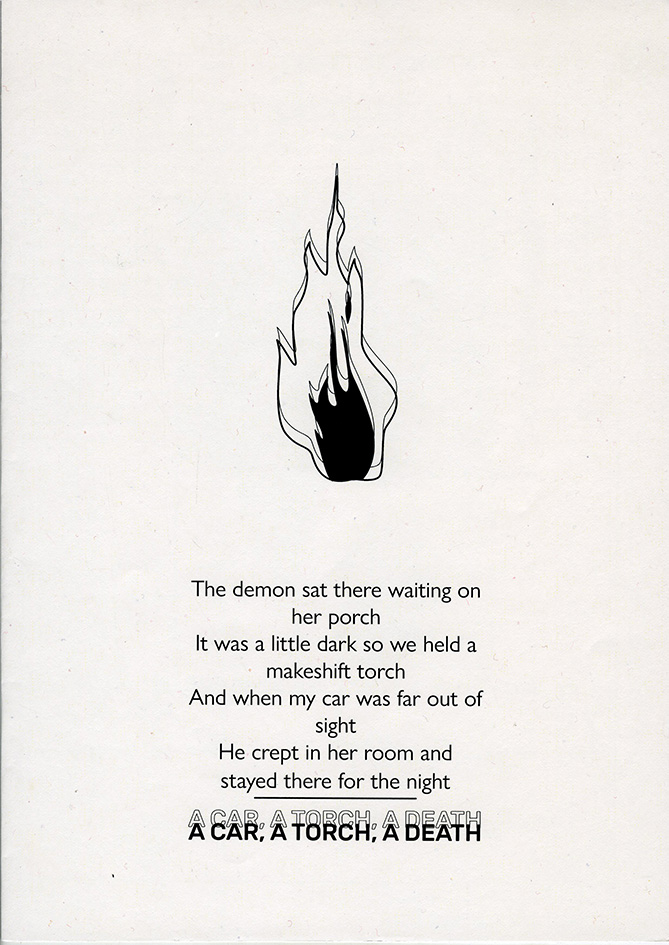 The demon sat there waiting on
her porch
It was a little dark so we held a
makeshift torch
And when my car was far out of
sight
He crept in her room and
stayed there for the night
A CAR, A TORCH, A DEATH
A CAR, A TORCH, A DEATH